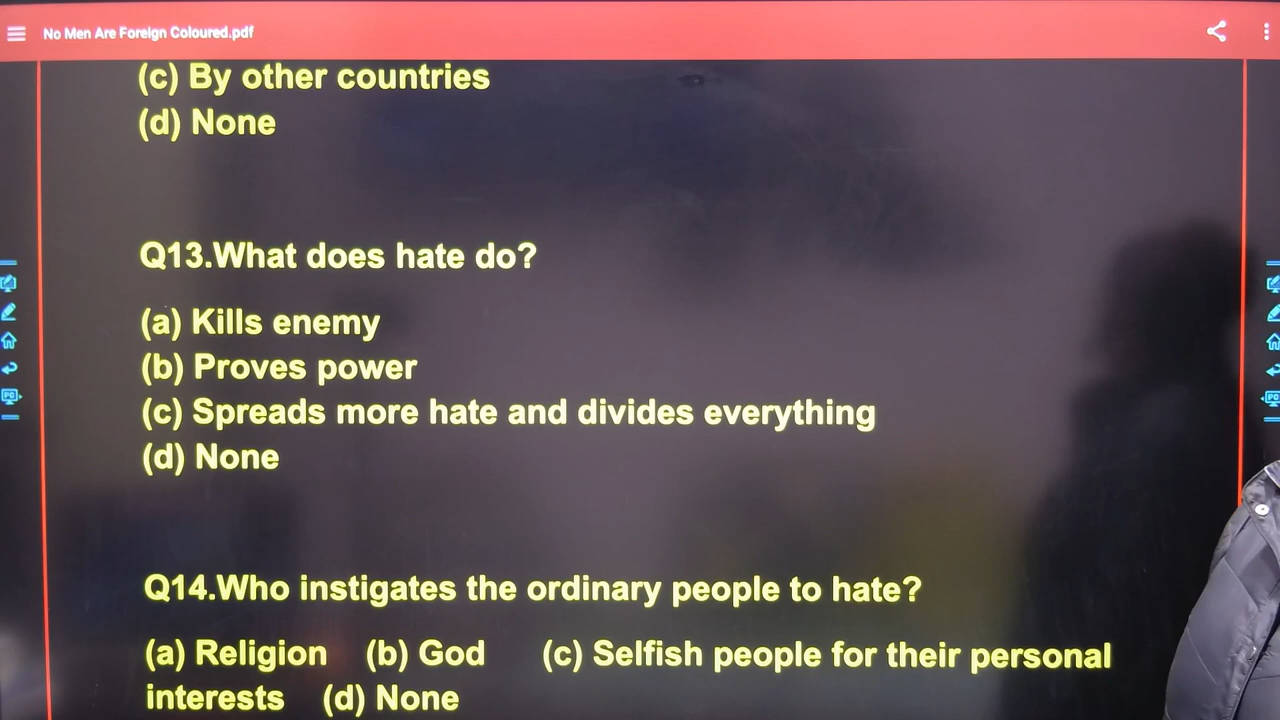 No Men Are Foreign Coloured.pdf
(c) By other countries
(d) None
Q13.What does hate do?
(a) Kills enemy
(b) Proves power
(c) Spreads more hate and divides everything
(d) None
Q14.Who instigates the ordinary people to hate?
(a) Religion (b) God (c) Selfish people for their personal
interests (d) None
PC
PC